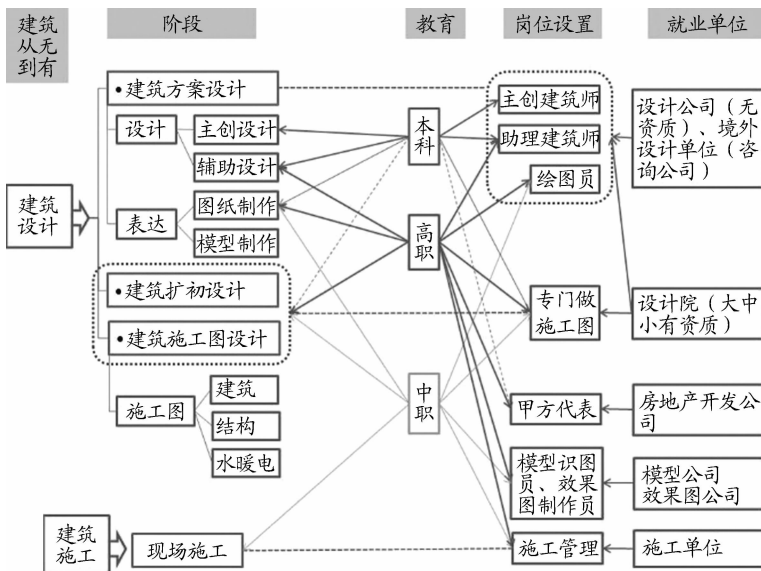 建筑
从无
到有
阶段
教育
岗位设置
就业单位
•建筑方案设计
设计
主创设计
辅助设计
建筑
设计
表达
图纸制作
模型制作
•建筑扩初设计
•建筑施工图设计
施工图
建筑
结构
水暖电
建筑
施工
现场施工
本
科
高
职
中
职
主创建筑师
助理建筑师
绘图员
专门做
施工图
甲方代表
模型识图
员、效果
图制作员
施工管理
设计公司（无
资质）、境外
设计单位（咨
询公司）
设计院（大中
小有资质）
房地产开发公
司
模型公司
效果图公司
施工单位